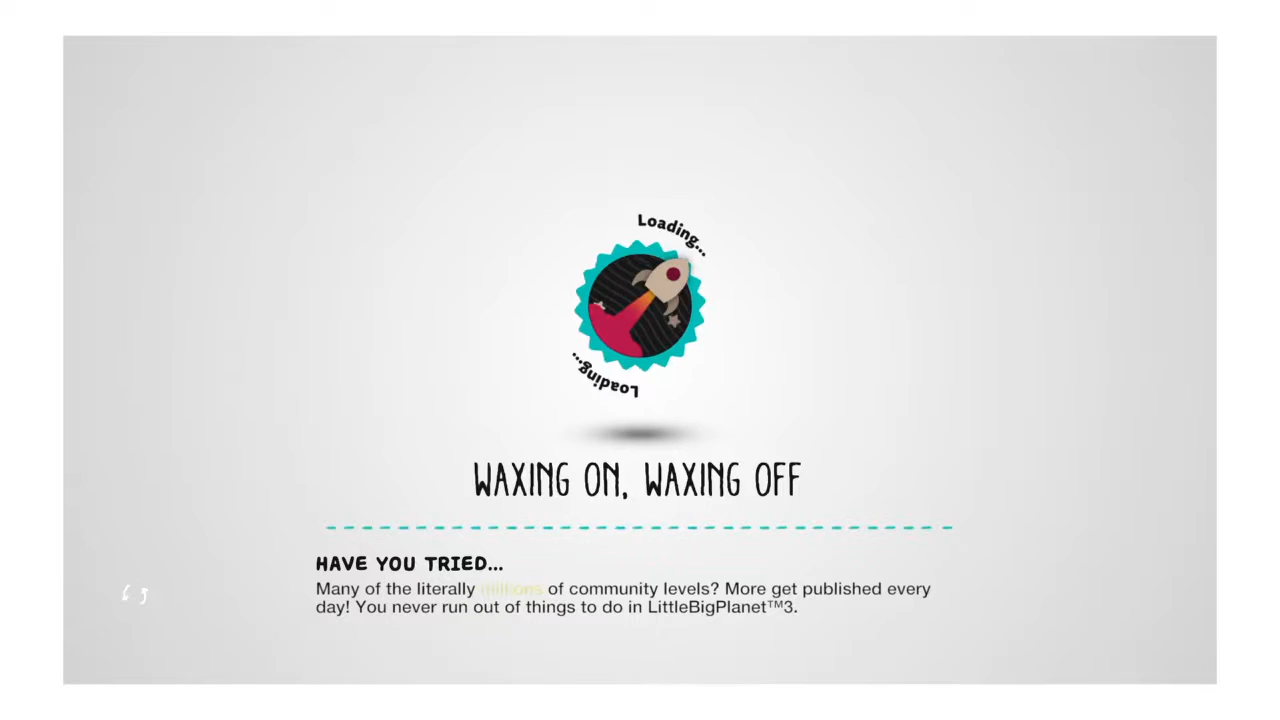 Loading...
Loading...
WAXING ON, WAXING OFF
HAVE YOU TRIED...
Many of the literally millions of community levels? More get published every
day! You never run out of things to do in LittleBigPlanet™3.